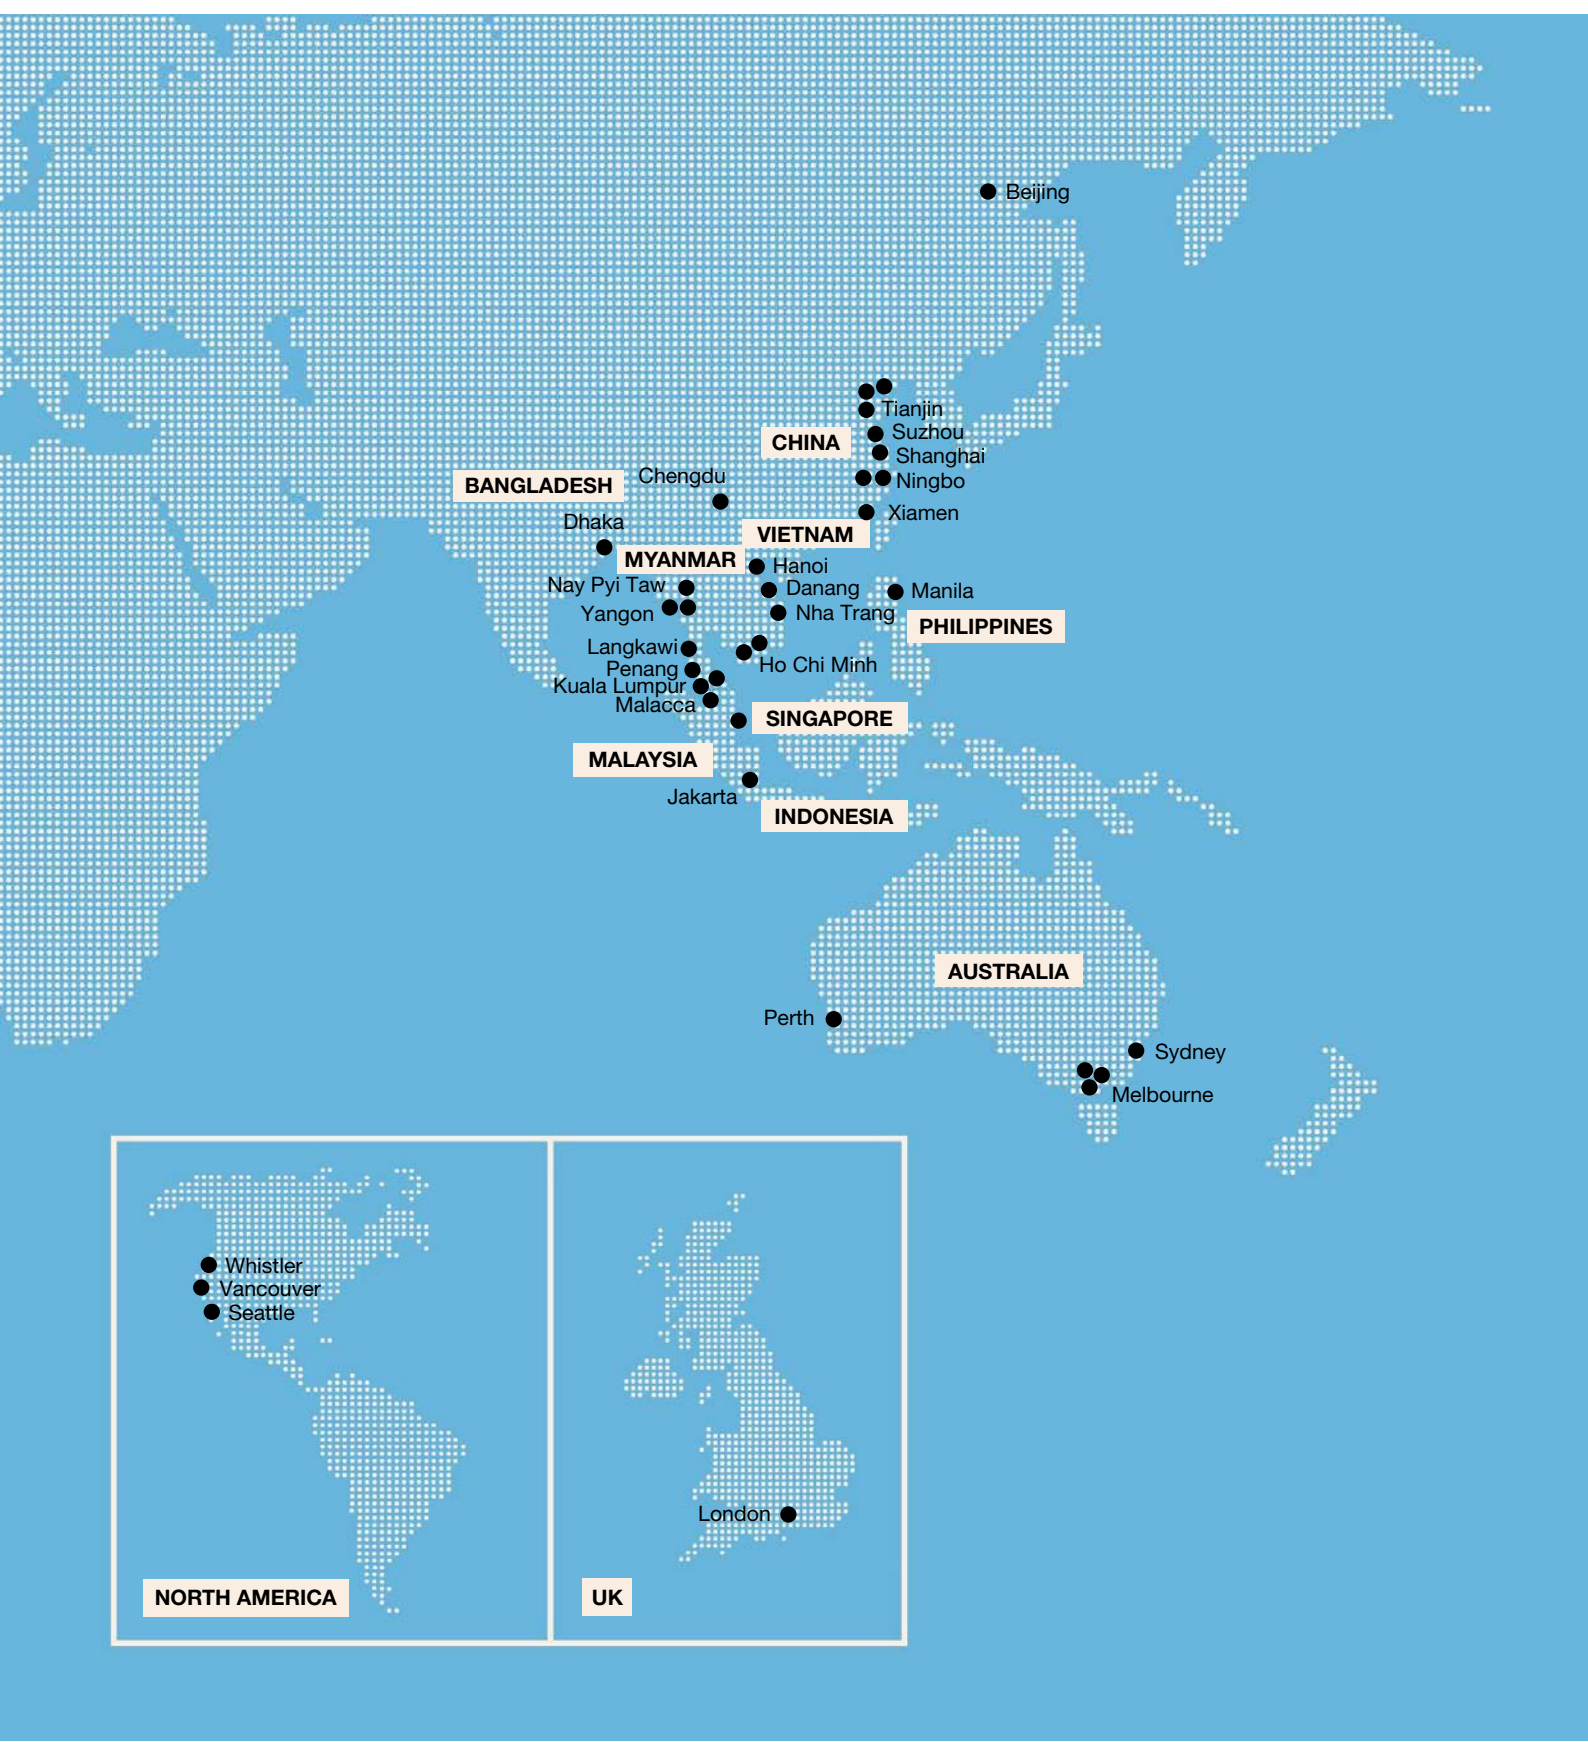 Beijing
Tianjin
Suzhou
CHINA
Shanghai
Chengdu
Ningbo
BANGLADESH
Xiamen
Dhaka
VIETNAM
MYANMAR
Hanoi
Nay Pyi Taw
Danang
Manila
Yangon
Nha Trang
PHILIPPINES
Langkawi
Ho Chi Minh
Penang
Kuala Lumpur
Malacca
SINGAPORE
MALAYSIA
Jakarta
INDONESIA
AUSTRALIA
Perth
Sydney
Melbourne
Whistler
Vancouver
Seattle
NORTH AMERICA
London
UK